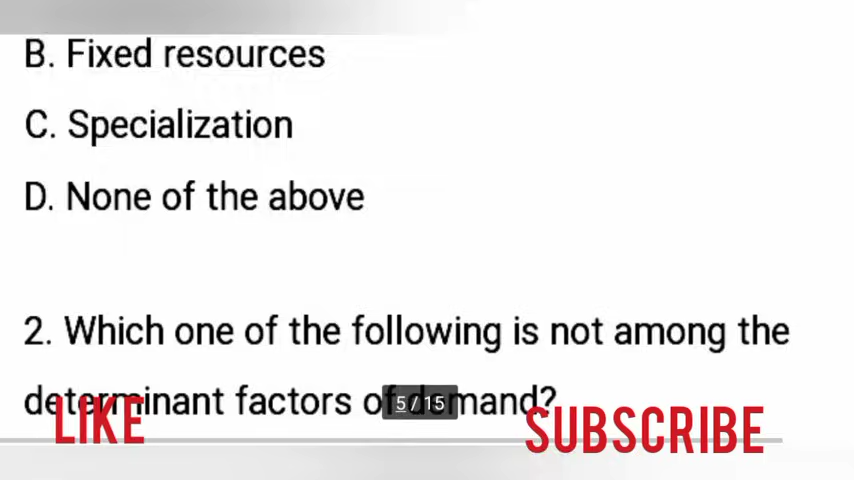 B. Fixed resources
C. Specialization
D. None of the above
2. Which one of the following is not among the
determinant factors of demand?
5/15
LIKE
SUBSCRIBE